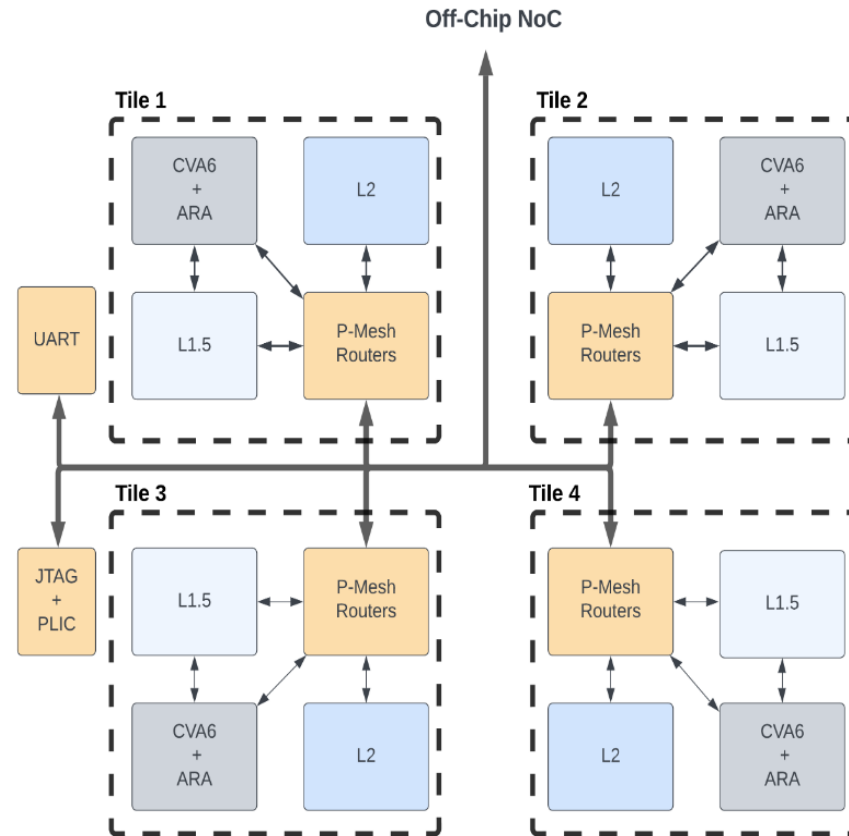 Off-Chip NoC
Tile 1
Tile 2
CVA6
+
ARA
L2
L2
CVA6
+
ARA
UART
L1.5
P-Mesh
Routers
P-Mesh
Routers
L1.5
Tile 3
Tile 4
JTAG
+
PLIC
L1.5
P-Mesh
Routers
P-Mesh
Routers
L1.5
CVA6
+
ARA
L2
L2
CVA6
+
ARA